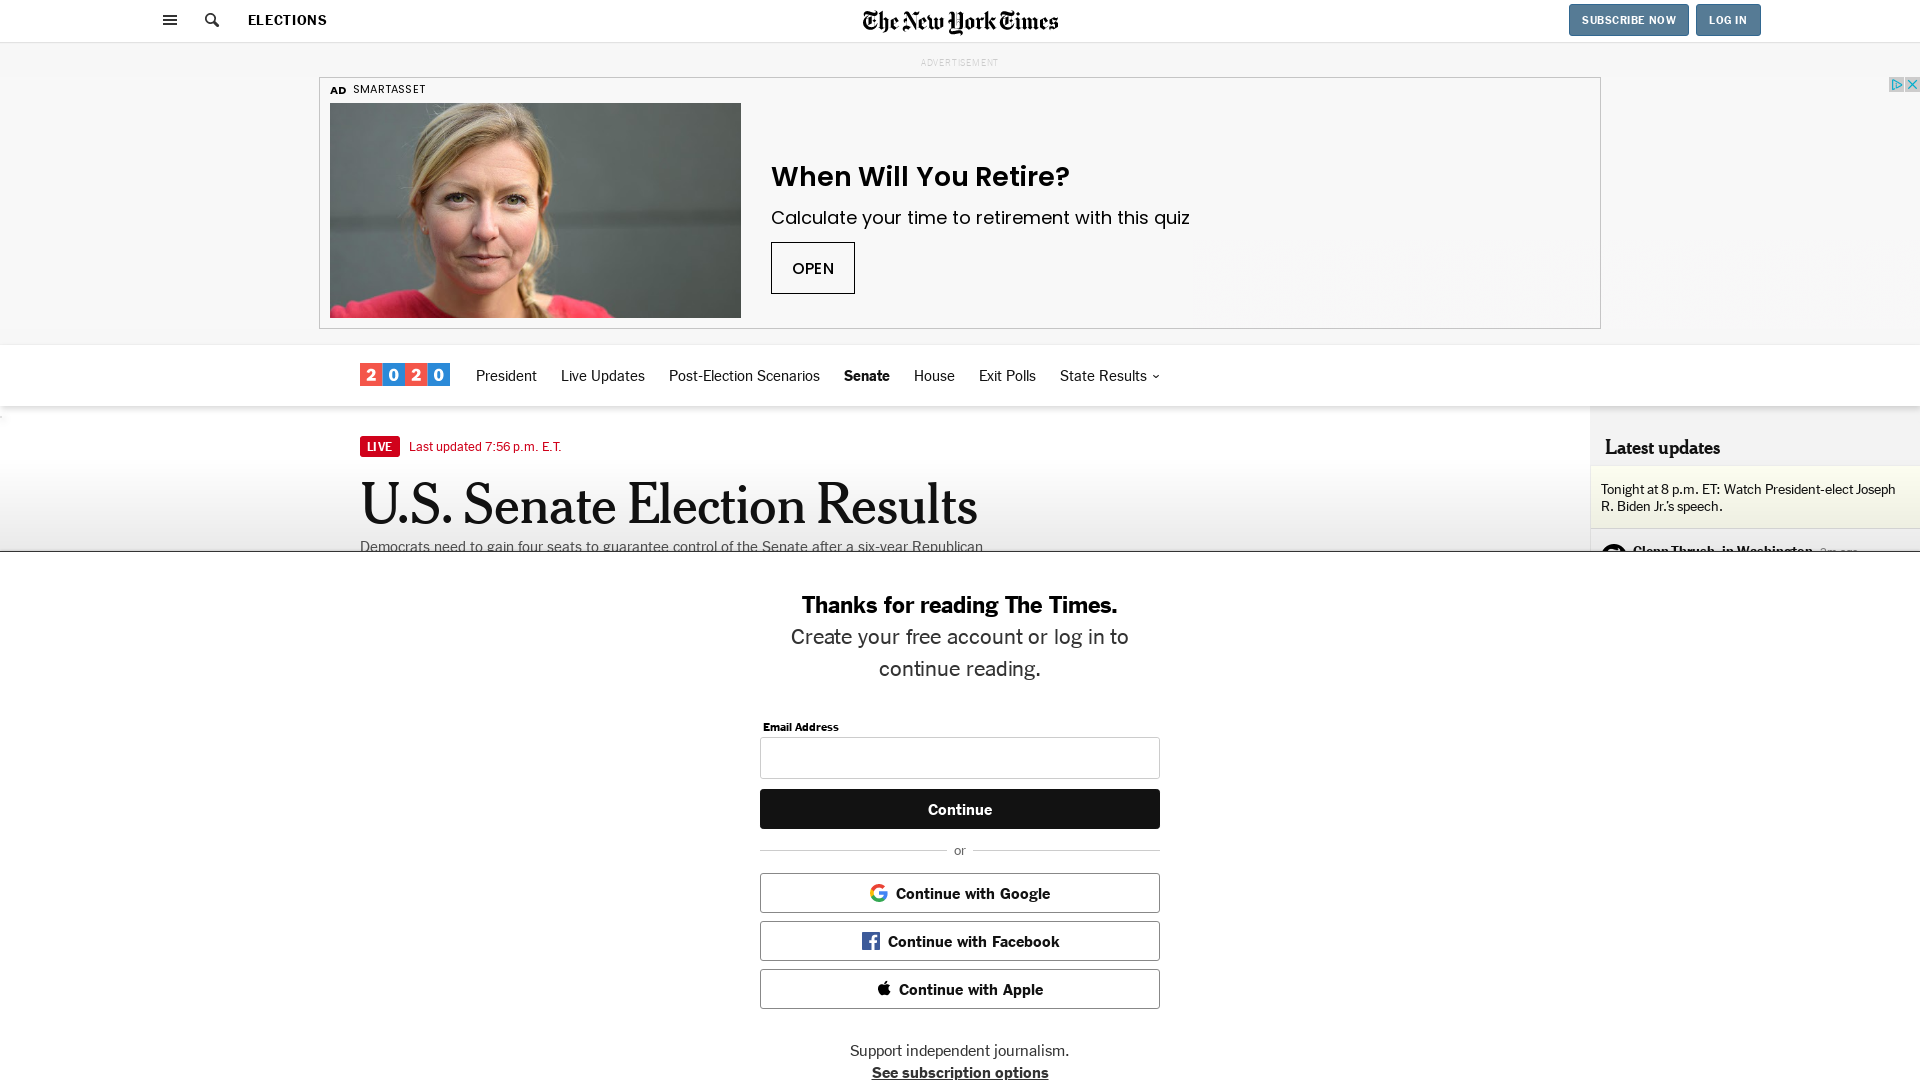 ELECTIONS
The New York Times
SUBSCRIBE NOW
LOG IN
ADVERTISEMENT
AD SMARTASSET
When Will You Retire?
Calculate your time to retirement with this quiz
OPEN
2020
President
Live Updates
Post-Election Scenarios
Senate
House
Exit Polls
State Results
LIVE Last updated 7:56 p.m. E.T.
U.S. Senate Election Results
Democrats need to gain four seats to guarantee control of the Senate after a six-year Republican
Latest updates
Tonight at 8 p.m. ET: Watch President-elect Joseph
R. Biden Jr.'s speech.
Glenn Thrush, in Washington
Thanks for reading The Times.
Create your free account or log in to
continue reading.
Email Address
Continue
or
Continue with Google
Continue with Facebook
Continue with Apple
Support independent journalism.
See subscription options